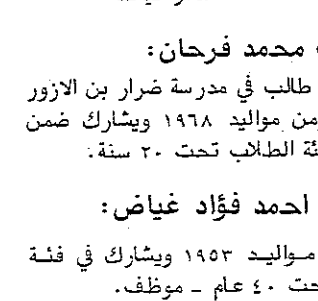 محمد فرحان:
طالب في مدرسة ضرار بن الازور
من مواليد ١٩٦٨ ويشارك ضمن
فئة الطلاب تحت ٢٠ سنة.
احمد فؤاد غياض:
مواليد ١٩٥٣ ويشارك في فئة
تحت ٤٠ عام - موظف.